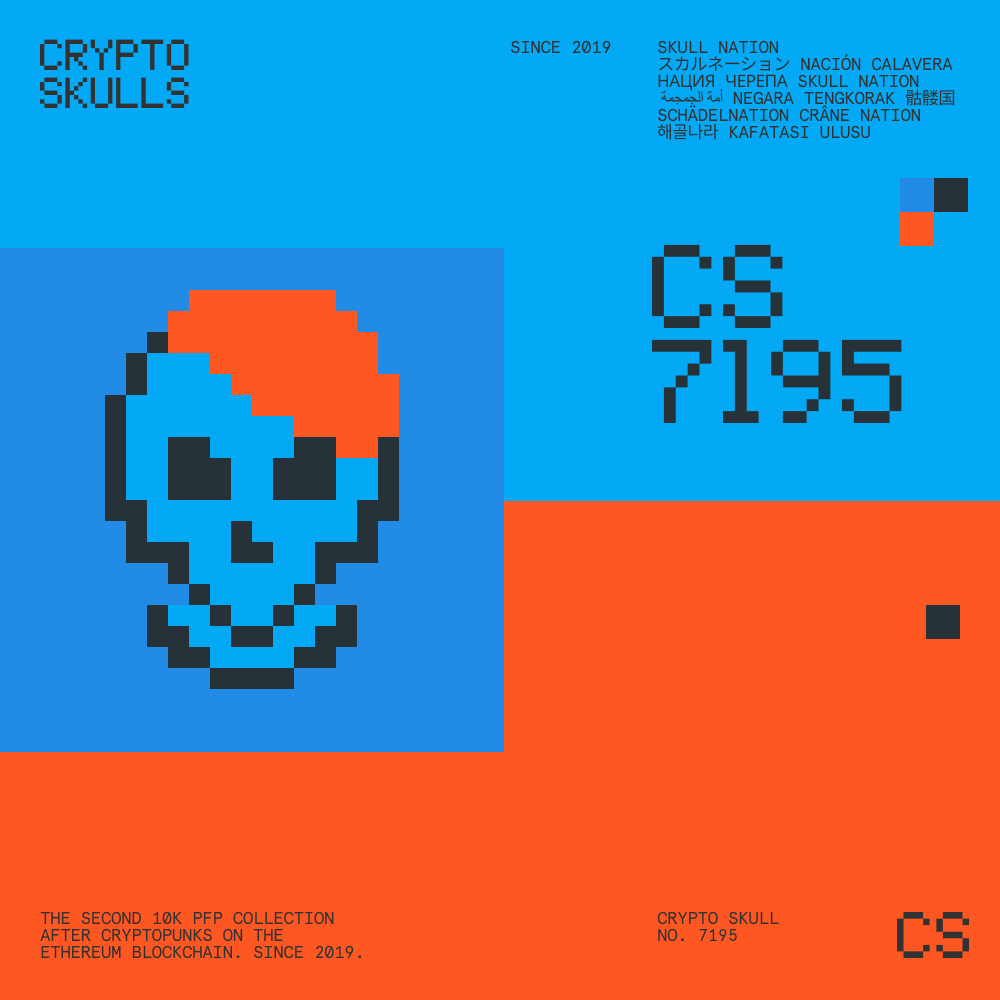 CRYPTO
SKULLS
SINCE 2019
SKULL NATION
スカルネーション NACIÓN CALAVERA
НАЦИЯ ЧЕРЕПА SKULL NATION
أمة الجمجمة NEGARA TENGKORAK 骷髏国
SCHÄDELNATION CRÂNE NATION
해골나라 KAFATASI ULUSU
CS
7195
THE SECOND 10K PFP COLLECTION
AFTER CRYPTOPUNKS ON THE
ETHEREUM BLOCKCHAIN. SINCE 2019.
CRYPTO SKULL
NO. 7195
CS